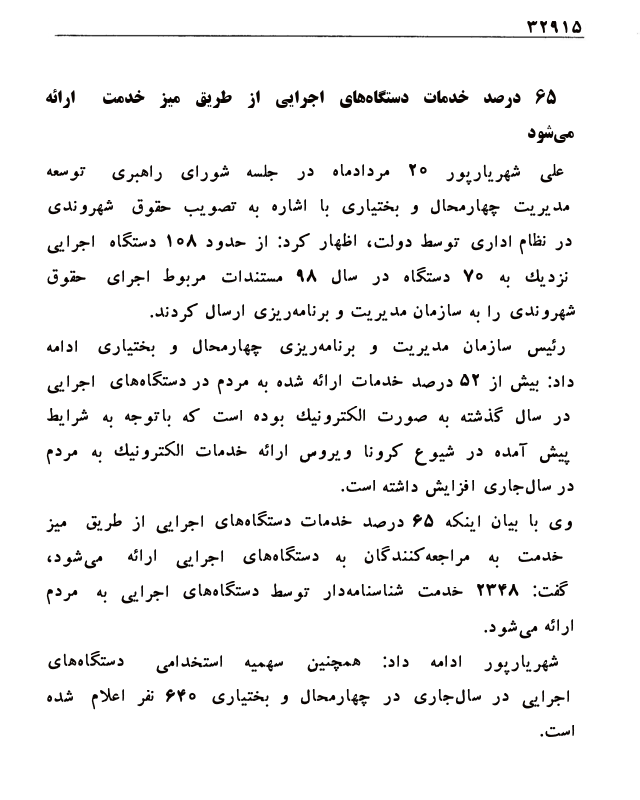 ۳۲۹۱۵
۶۵ درصد خدمات دستگاه‌های اجرایی از طریق میز خدمت ارائه
می‌شود
علی شهریارپور ۲۰ مردادماه در جلسه شورای راهبری توسعه
مدیریت چهارمحال و بختیاری با اشاره به تصویب حقوق شهروندی
در نظام اداری توسط دولت، اظهار کرد: از حدود ۱۰۸ دستگاه اجرایی
نزدیك به ۷۰ دستگاه در سال ۹۸ مستندات مربوط اجرای حقوق
شهروندی را به سازمان مدیریت و برنامه‌ریزی ارسال کردند.
رئیس سازمان مدیریت و برنامه‌ریزی چهارمحال و بختیاری ادامه
داد: بیش از ۵۲ درصد خدمات ارائه شده به مردم در دستگاه‌های اجرایی
در سال گذشته به صورت الکترونیك بوده است که باتوجه به شرایط
پیش آمده در شیوع کرونا ویروس ارائه خدمات الکترونیك به مردم
در سال‌جاری افزایش داشته است.
وی با بیان اینکه ۶۵ درصد خدمات دستگاه‌های اجرایی از طریق میز
خدمت به مراجعه‌کنندگان به دستگاه‌های اجرایی ارائه می‌شود،
گفت: ۲۳۴۸ خدمت شناسنامه‌دار توسط دستگاه‌های اجرایی به مردم
ارائه می‌شود.
شهریارپور ادامه داد: همچنین سهمیه استخدامی دستگاه‌های
اجرایی در سال‌جاری در چهارمحال و بختیاری ۶۴۰ نفر اعلام شده
است.